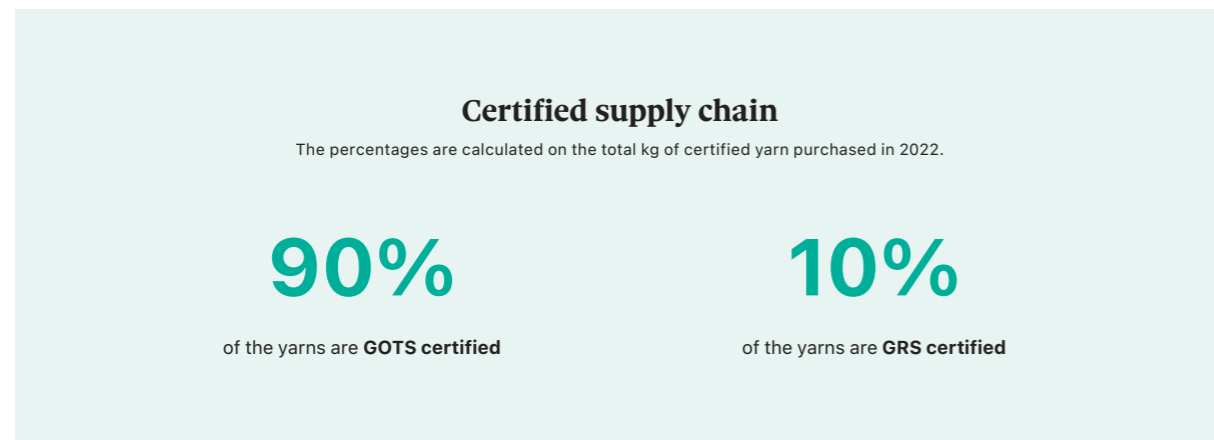 Certified supply chain
The percentages are calculated on the total kg of certified yarn purchased in 2022.
90%
10%
of the yarns are GOTS certified
of the yarns are GRS certified